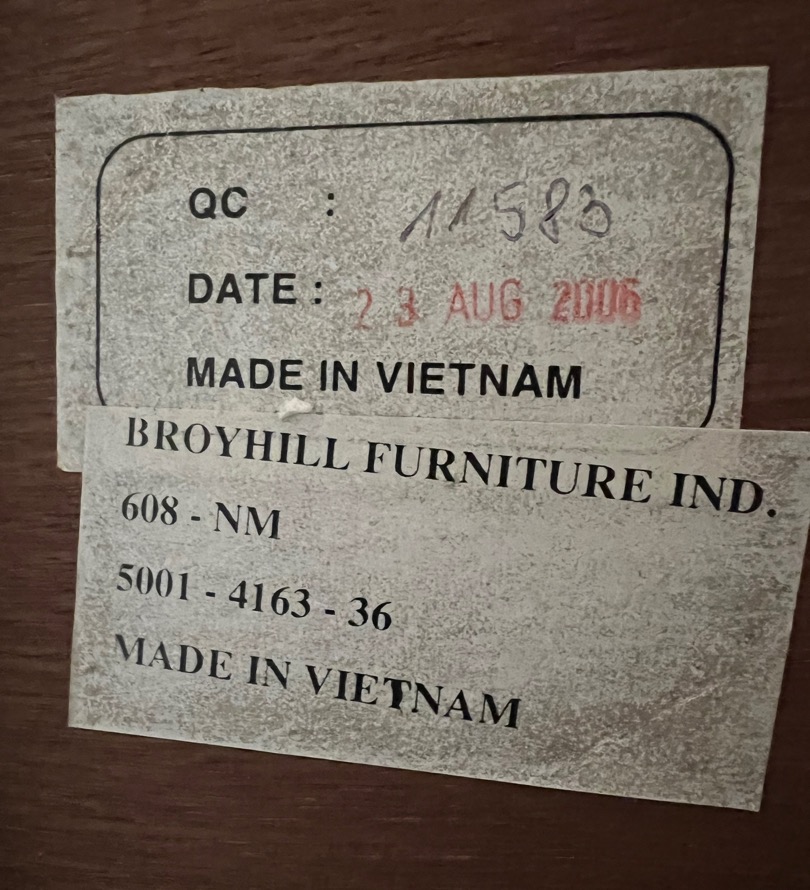 QC : 11583
DATE : 23 AUG 2006
MADE IN VIETNAM
BROYHILL FURNITURE IND.
608 - NM
5001 - 4163 - 36
MADE IN VIETNAM